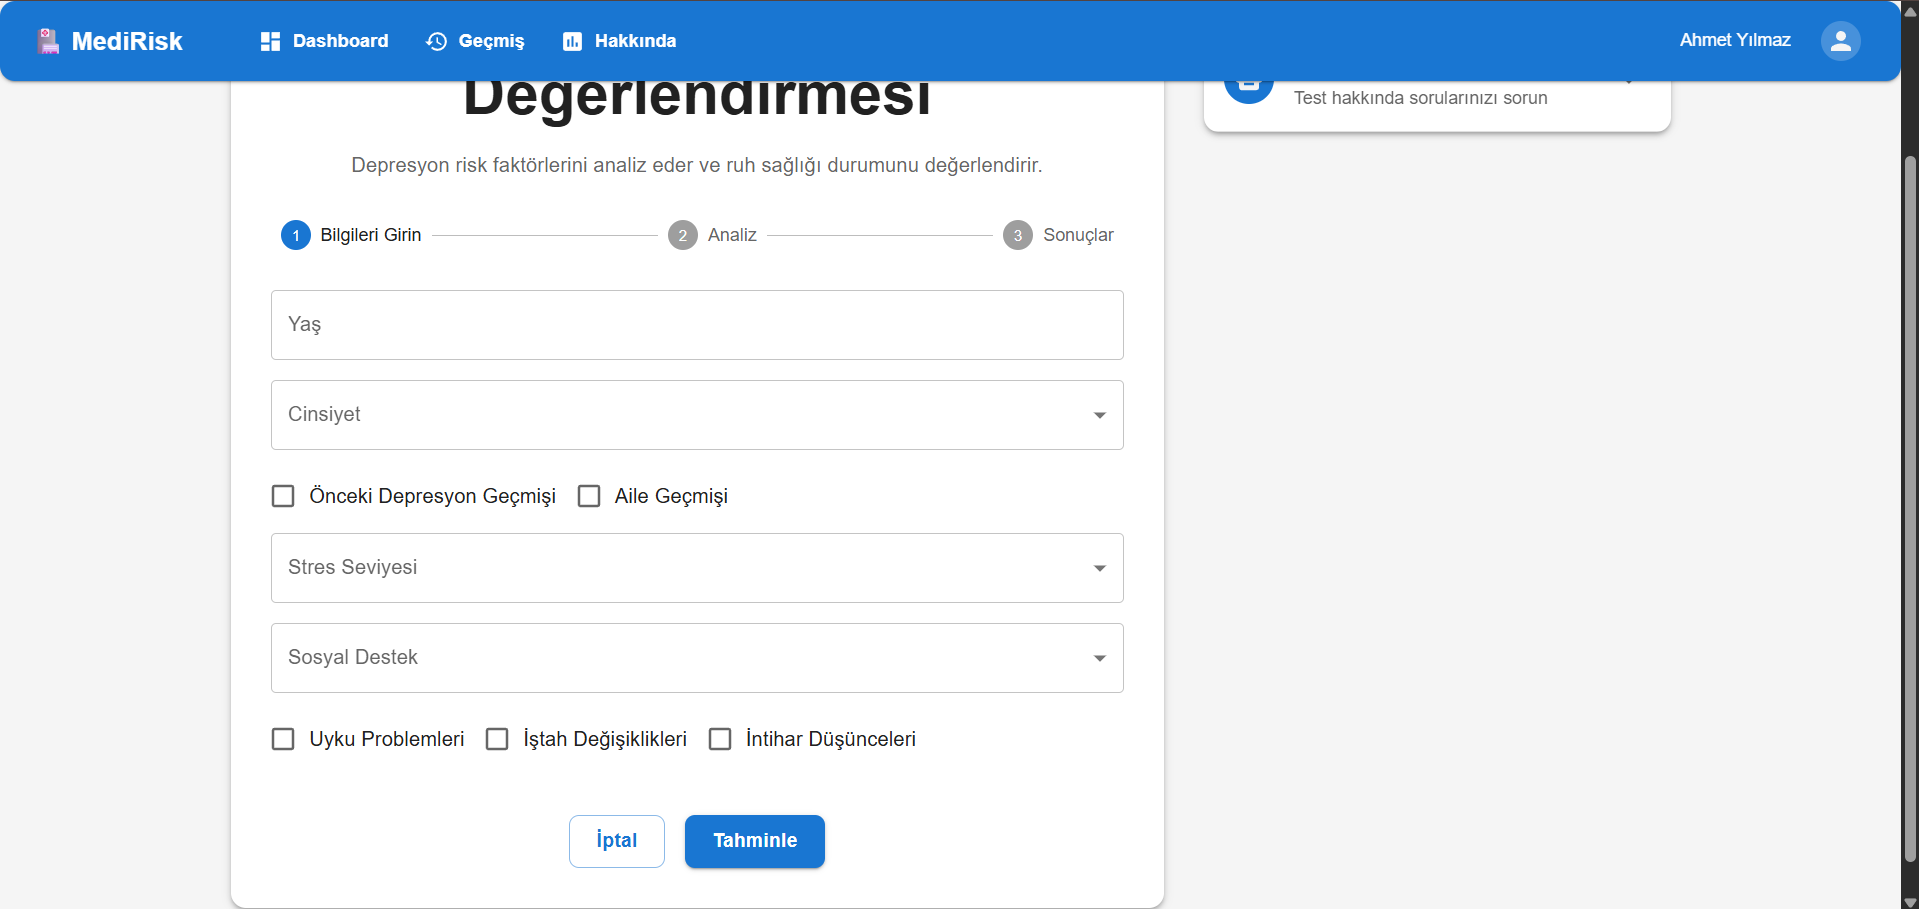 MediRisk
Dashboard
Geçmiş
Hakkında
Ahmet Yılmaz
Değerlendirmesi
Depresyon risk faktörlerini analiz eder ve ruh sağlığı durumunu değerlendirir.
1 Bilgileri Girin
2 Analiz
3 Sonuçlar
Yaş
Cinsiyet
Önceki Depresyon Geçmişi
Aile Geçmişi
Stres Seviyesi
Sosyal Destek
Uyku Problemleri
İştah Değişiklikleri
İntihar Düşünceleri
İptal
Tahminle
Test hakkında sorularınızı sorun